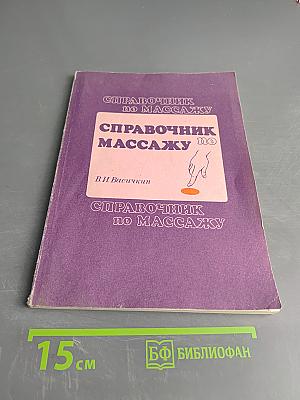 СПРАВОЧНИК
по МАССАЖУ
СПРАВОЧНИК
по
МАССАЖУ
В.И.Васичкин
СПРАВОЧНИК
по МАССАЖУ
15 см
БФ БИБЛИОФАН